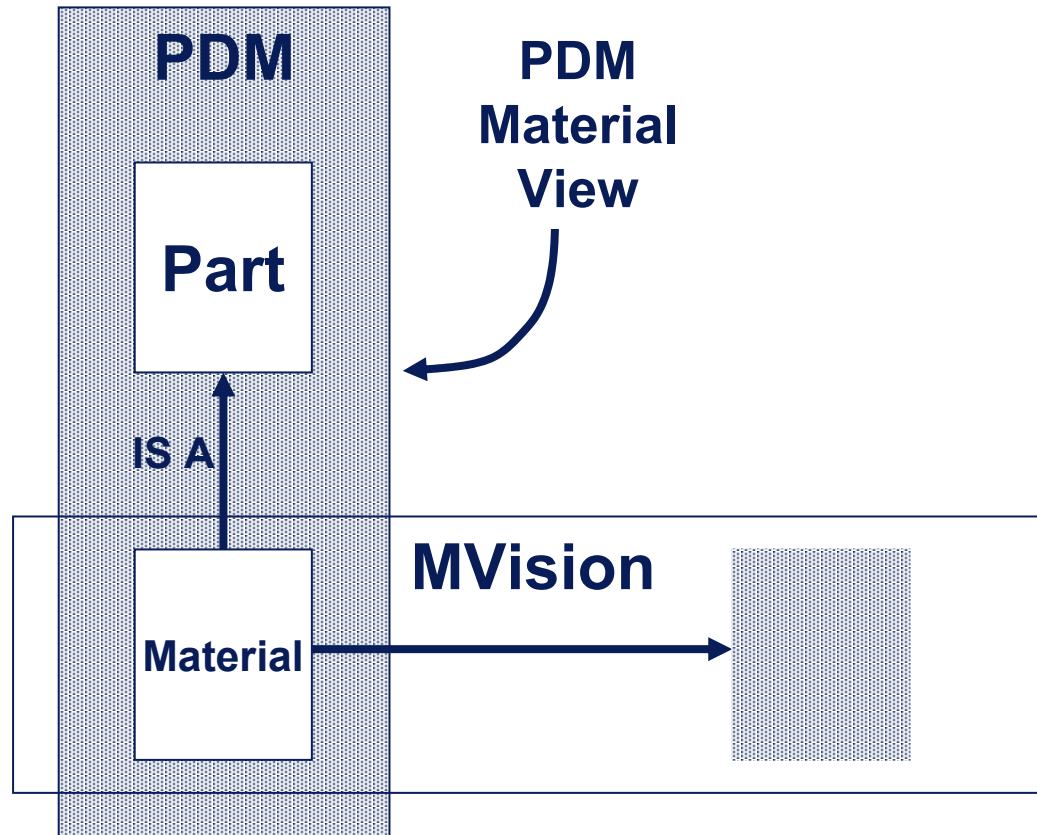 PDM
PDM
Material
View
Part
IS A
MVision
Material